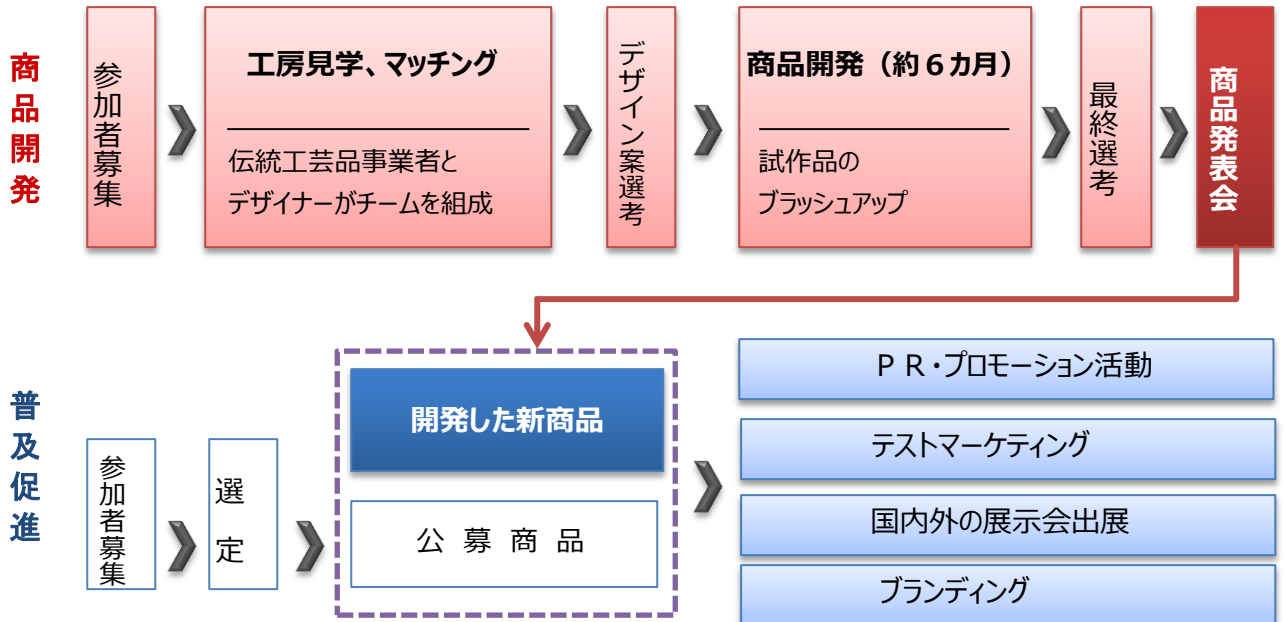 商品開発
参加者募集
工房見学、マッチング
伝統工芸品事業者と
デザイナーがチームを組成
デザイン案選考
商品開発（約６カ月）
試作品の
ブラッシュアップ
最終選考
商品発表会
普及促進
参加者募集
選定
開発した新商品
公募商品
ＰＲ・プロモーション活動
テストマーケティング
国内外の展示会出展
ブランディング